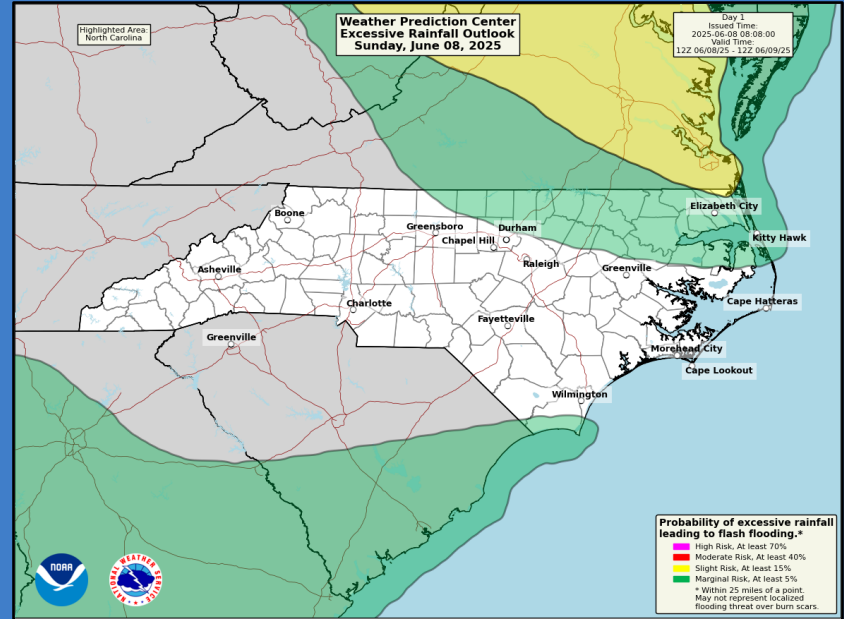 Highlighted Area:
North Carolina
Weather Prediction Center
Excessive Rainfall Outlook
Sunday, June 08, 2025
Day 1
Issued Time:
2025-06-08 08:08:00
Valid Time:
12Z 06/08/25 - 12Z 06/09/25
Elizabeth City
Boone
Greensboro
Durham
Chapel Hill
Kitty Hawk
Raleigh
Asheville
Greenville
Charlotte
Cape Hatteras
Fayetteville
Greenville
Morehead City
Cape Lookout
Wilmington
Probability of excessive rainfall
leading to flash flooding.*
High Risk, At least 70%
Moderate Risk, At least 40%
Slight Risk, At least 15%
Marginal Risk, At least 5%
* Within 25 miles of a point.
May not represent localized
flooding threat over burn scars.
NOAA
NATIONAL WEATHER SERVICE